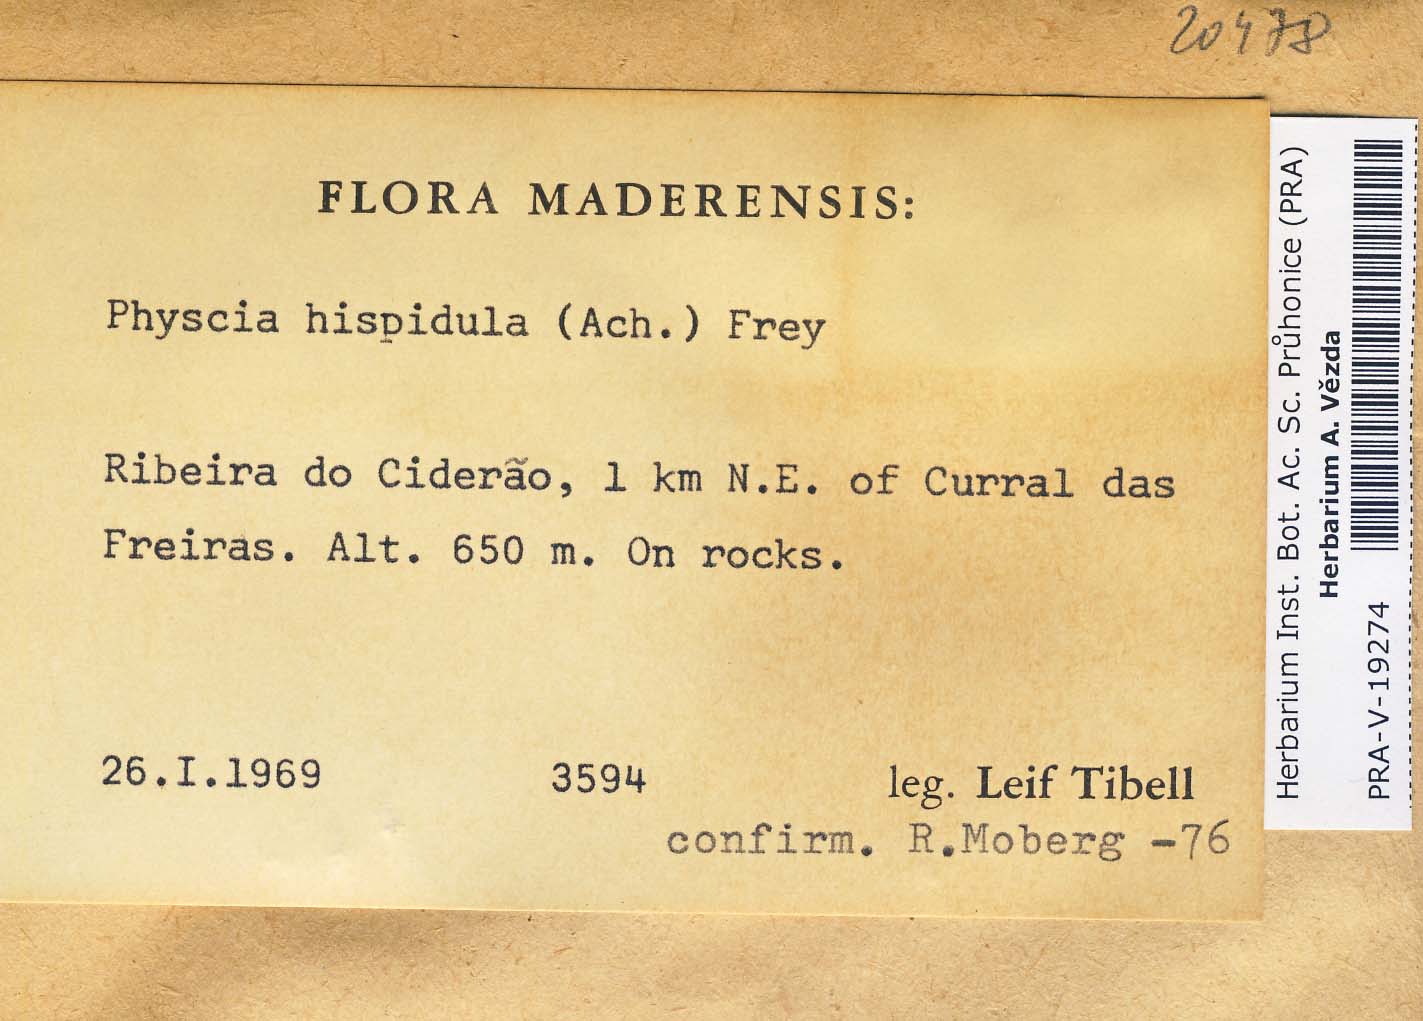 20478
FLORA MADERENSIS:
Physcia hispidula (Ach.) Frey
Ribeira do Ciderão, 1 km N.E. of Curral das
Freiras. Alt. 650 m. On rocks.
26.I.1969 3594 leg. Leif Tibell
confirm. R.Moberg -76
Herbarium Inst. Bot. Ac. Sc. Průhonice (PRA)
Herbarium A. Vězda
PRA-V-19274